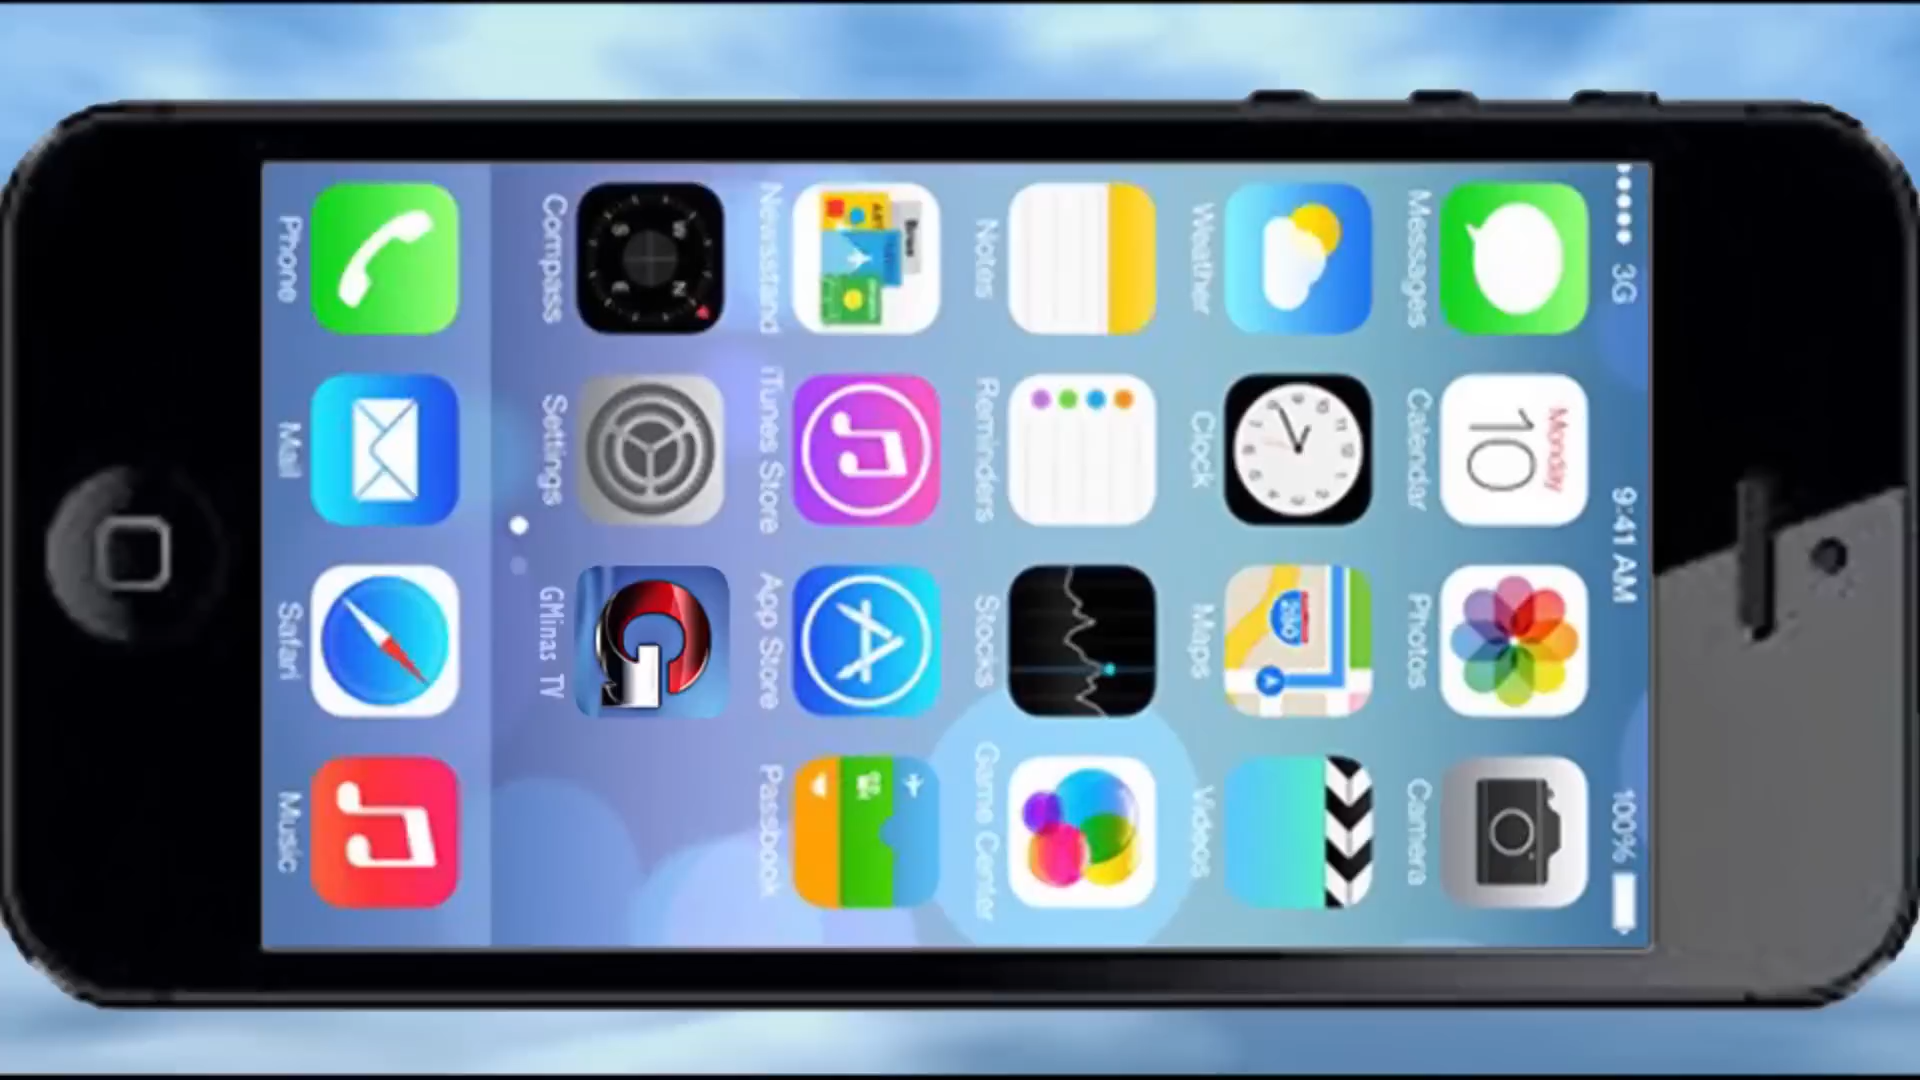 3G 9:41 AM 100%
Monday
10
Messages Calendar Photos Camera
280
Weather Clock Maps Videos
Notes Reminders Stocks Game Center
Newsstand iTunes Store App Store Passbook
N
W
S
E
G
Compass Settings GMinas TV
Phone Mail Safari Music